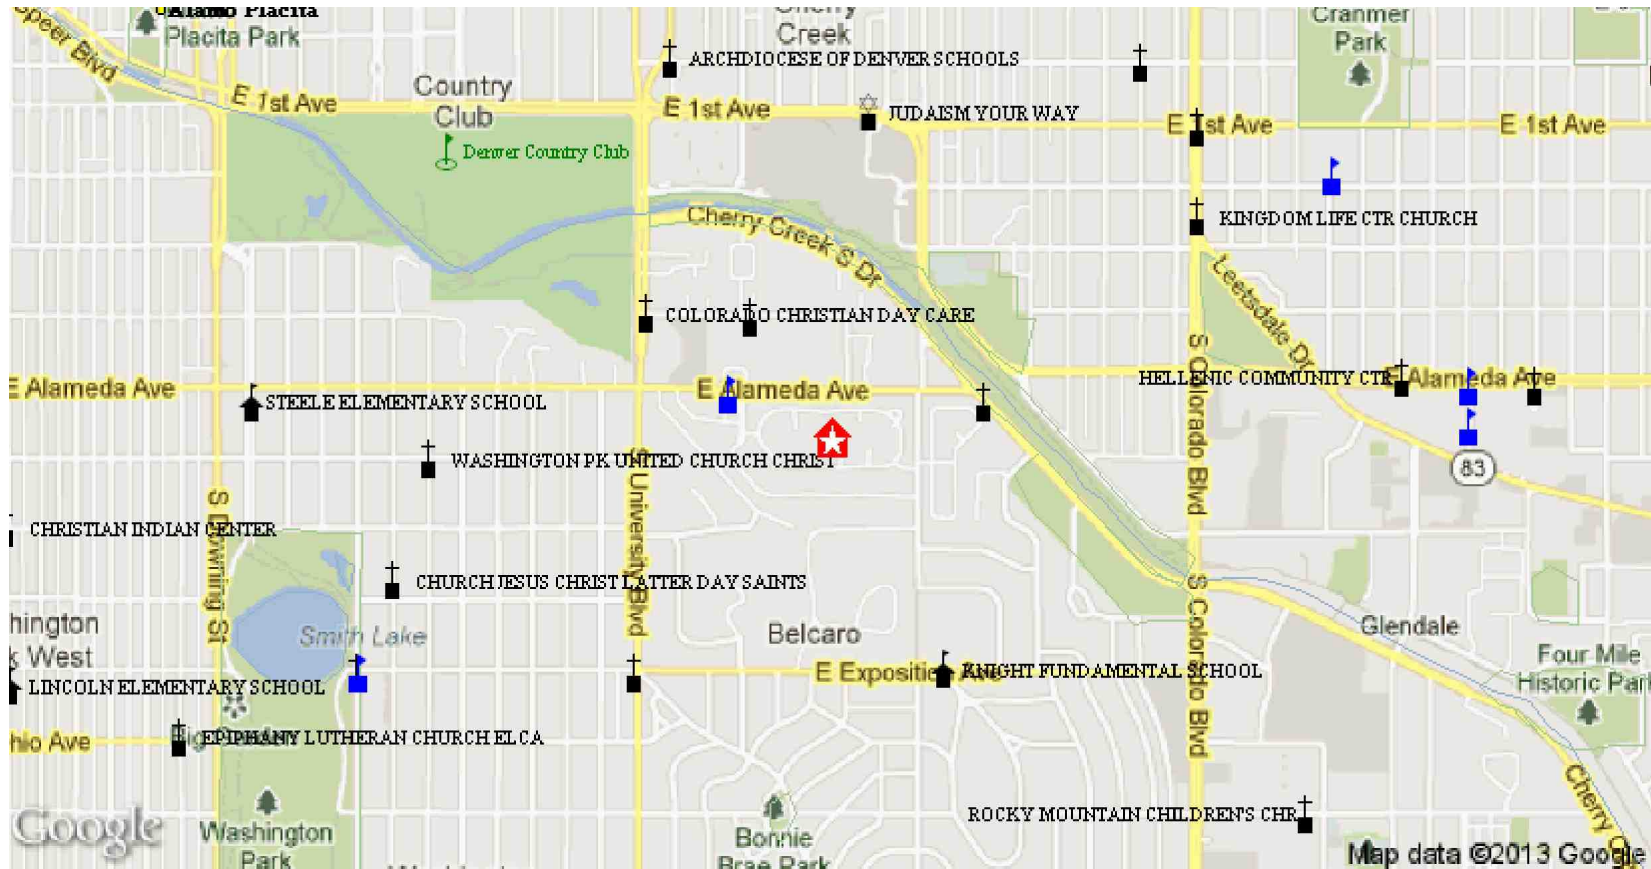 Alamo Placita
Placita Park
Speer Blvd
Cherry
Creek
Cranmer
Park
ARCHDIOCESE OF DENVER SCHOOLS
Country
Club
E 1st Ave
E 1st Ave
JUDAISM YOUR WAY
E 1st Ave
E 1st Ave
Denver Country Club
Cherry Creek S Dr
KINGDOM LIFE CTR CHURCH
Leetsdale Dr
COLORADO CHRISTIAN DAY CARE
E Alameda Ave
E Alameda Ave
HELLENIC COMMUNITY CTR
E Alameda Ave
STEELE ELEMENTARY SCHOOL
S Colorado Blvd
WASHINGTON PK UNITED CHURCH CHRIST
83
S Downing St
S University Blvd
CHRISTIAN INDIAN CENTER
CHURCH JESUS CHRIST LATTER DAY SAINTS
S Colorado Blvd
hington
k West
Smith Lake
Belcaro
Glendale
Four Mile
Historic Park
E Exposition Ave
KNIGHT FUNDAMENTAL SCHOOL
LINCOLN ELEMENTARY SCHOOL
hio Ave
EPIPHANY LUTHERAN CHURCH ELCA
ROCKY MOUNTAIN CHILDREN'S CHR
Cherry C
Google
Washington
Park
Bonnie
Brae Park
Map data ©2013 Google